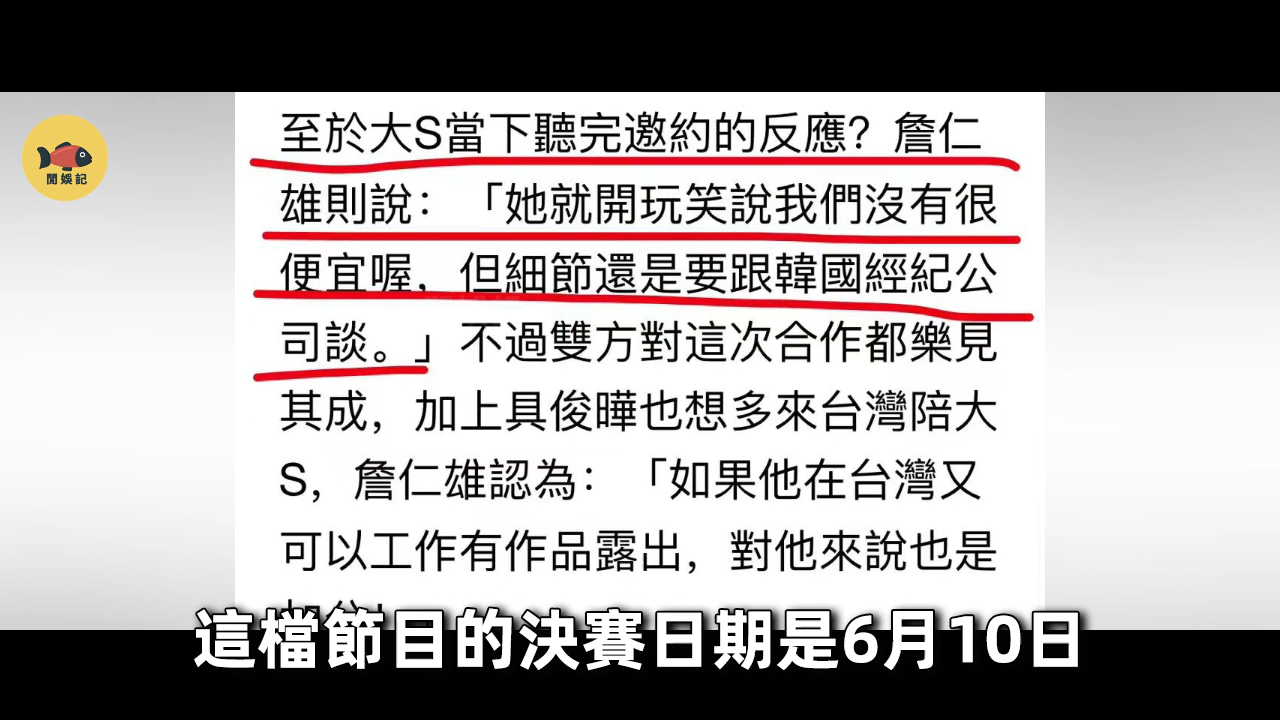 閒娛記
至於大S當下聽完邀約的反應？詹仁
雄則說：「她就開玩笑說我們沒有很
便宜喔，但細節還是要跟韓國經紀公
司談。」不過雙方對這次合作都樂見
其成，加上具俊曄也想多來台灣陪大
S，詹仁雄認為：「如果他在台灣又
可以工作有作品露出，對他來說也是
這檔節目的決賽日期是6月10日